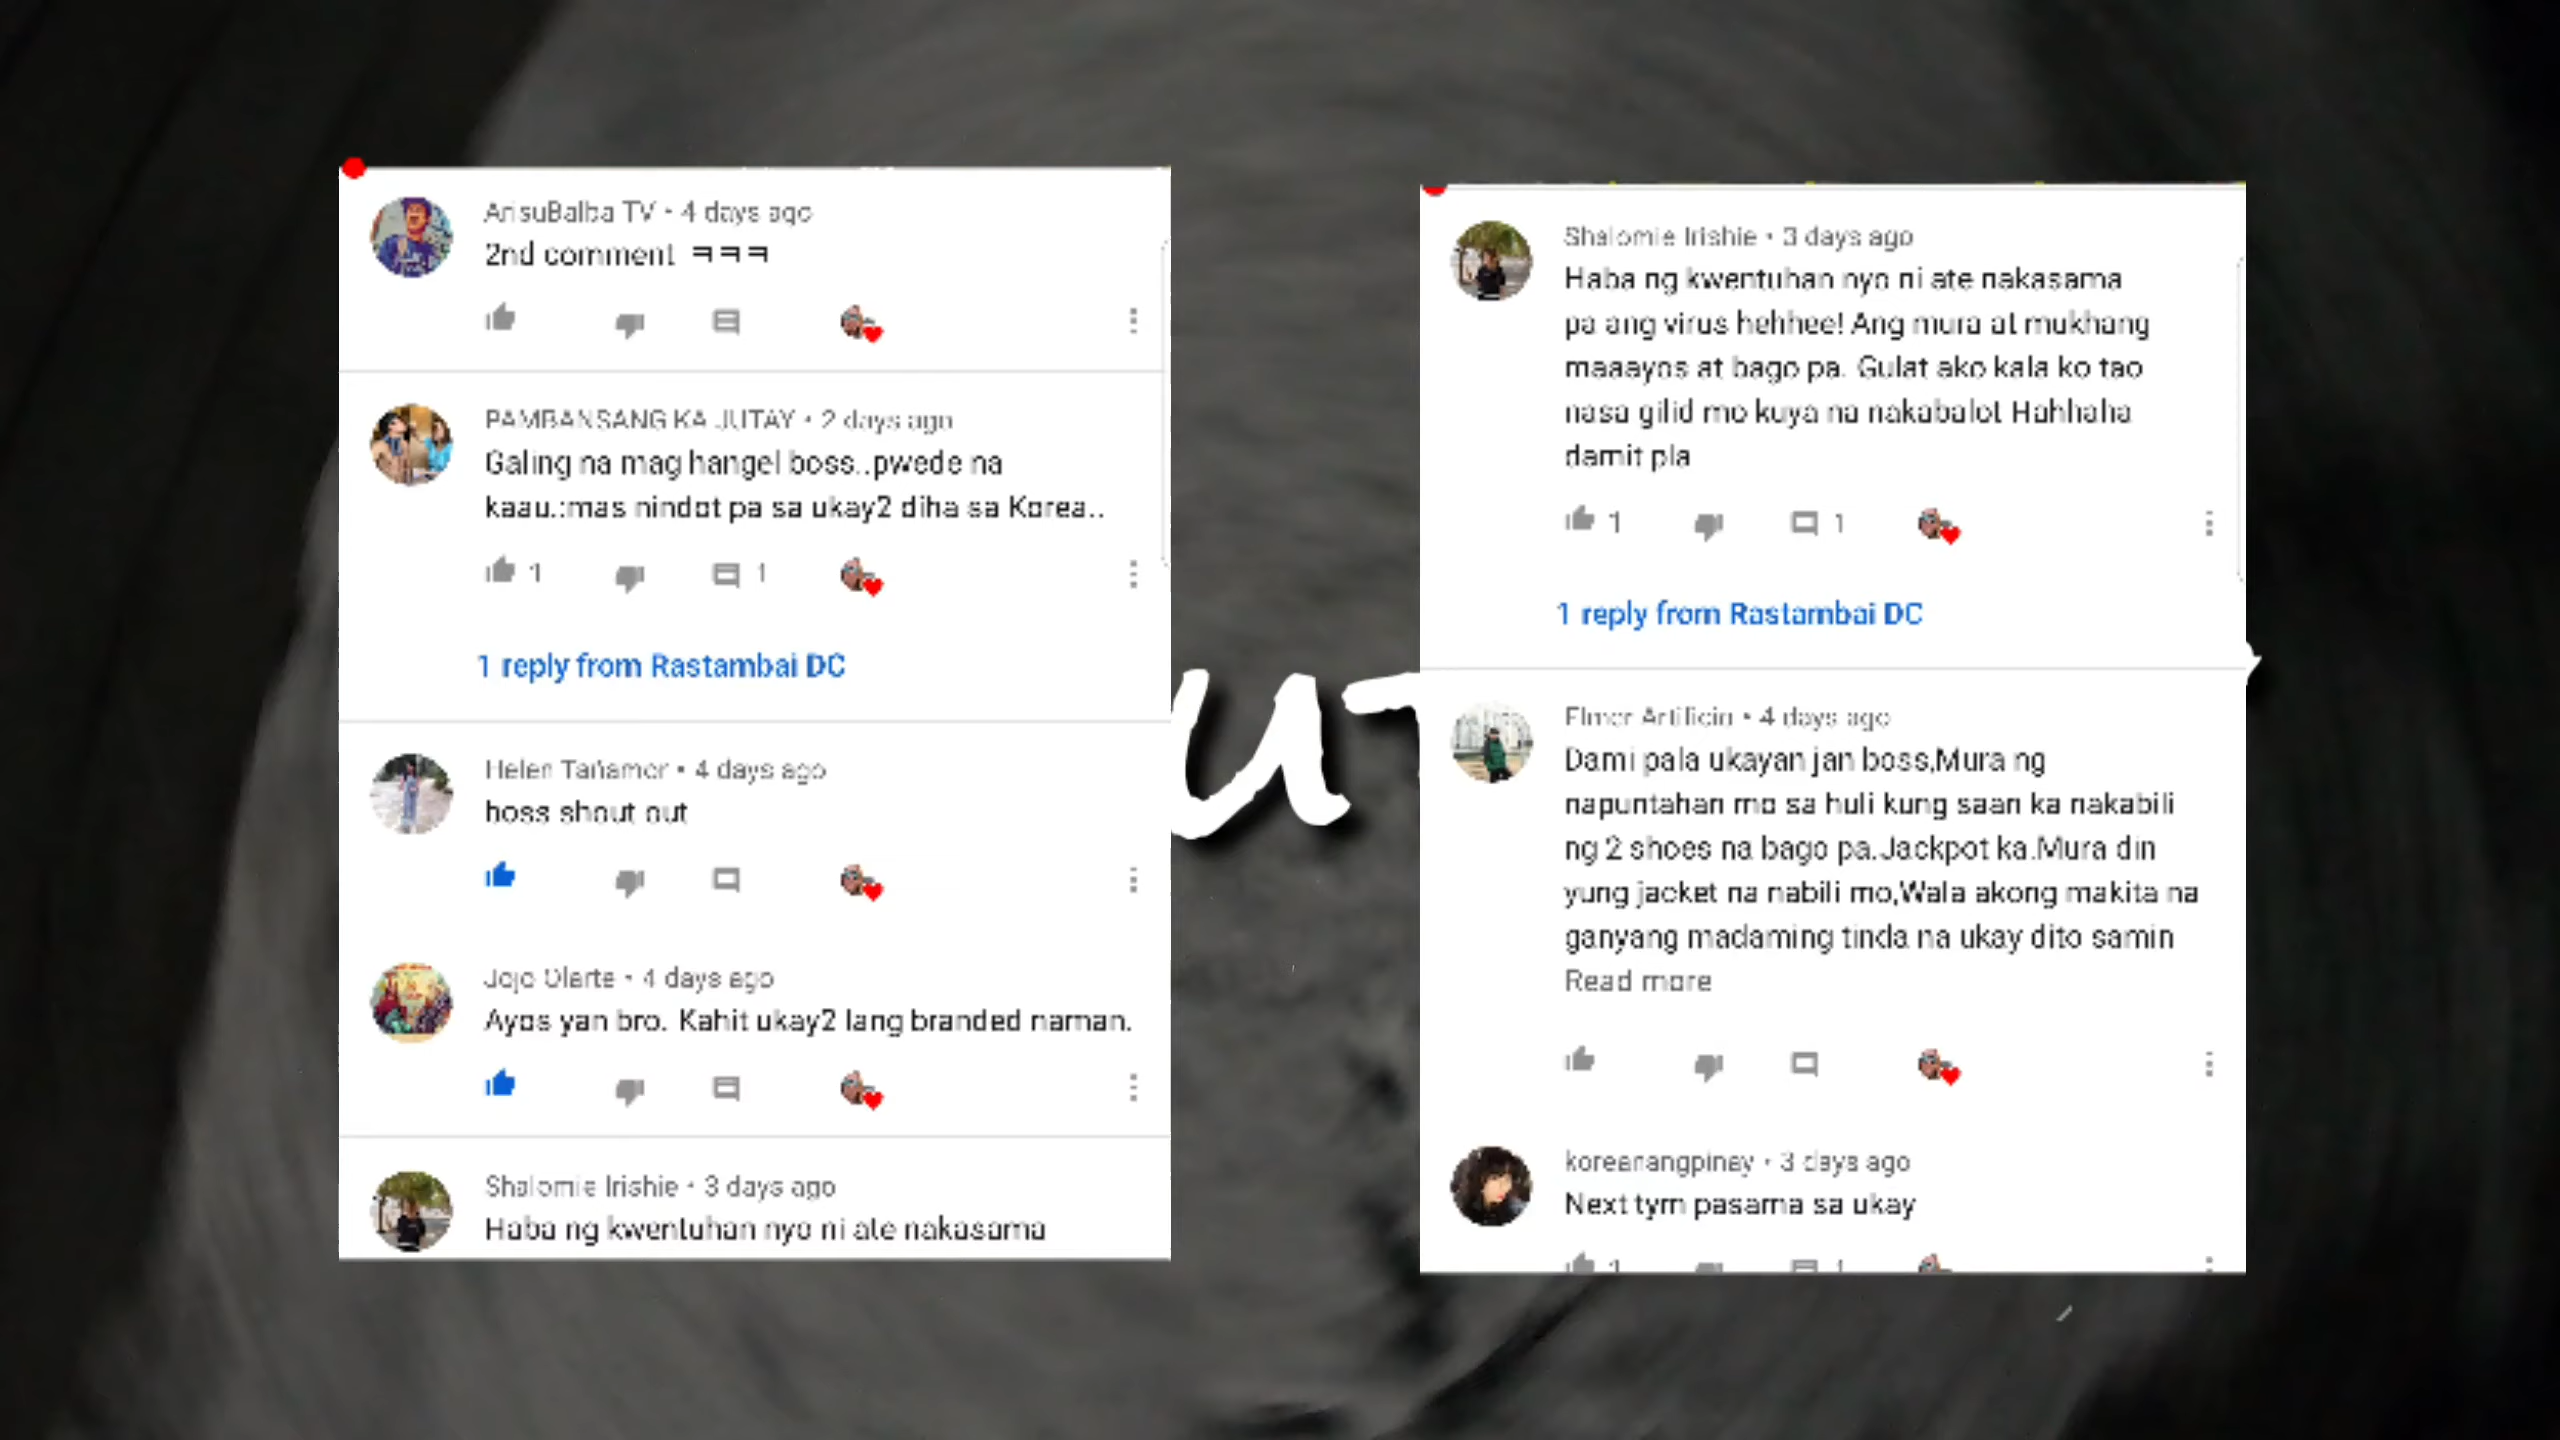 ArisuBalba TV • 4 days ago
2nd comment ㅋㅋㅋ
PAMBANSANG KA JUTAY • 2 days ago
Galing na mag hangel boss..pwede na
kaau.:mas nindot pa sa ukay2 diha sa Korea..
1
1
1 reply from Rastambai DC
Helen Tañamor • 4 days ago
boss shout out
Jojo Olarte • 4 days ago
Ayos yan bro. Kahit ukay2 lang branded naman.
Shalomie Irishie • 3 days ago
Haba ng kwentuhan nyo ni ate nakasama
Shalomie Irishie • 3 days ago
Haba ng kwentuhan nyo ni ate nakasama
pa ang virus hehhee! Ang mura at mukhang
maaayos at bago pa. Gulat ako kala ko tao
nasa gilid mo kuya na nakabalot Hahhaha
damit pla
1
1
1 reply from Rastambai DC
Elmer Artificio • 4 days ago
Dami pala ukayan jan boss,Mura ng
napuntahan mo sa huli kung saan ka nakabili
ng 2 shoes na bago pa.Jackpot ka.Mura din
yung jacket na nabili mo,Wala akong makita na
ganyang madaming tinda na ukay dito samin
Read more
koreanangpinay • 3 days ago
Next tym pasama sa ukay
1
1